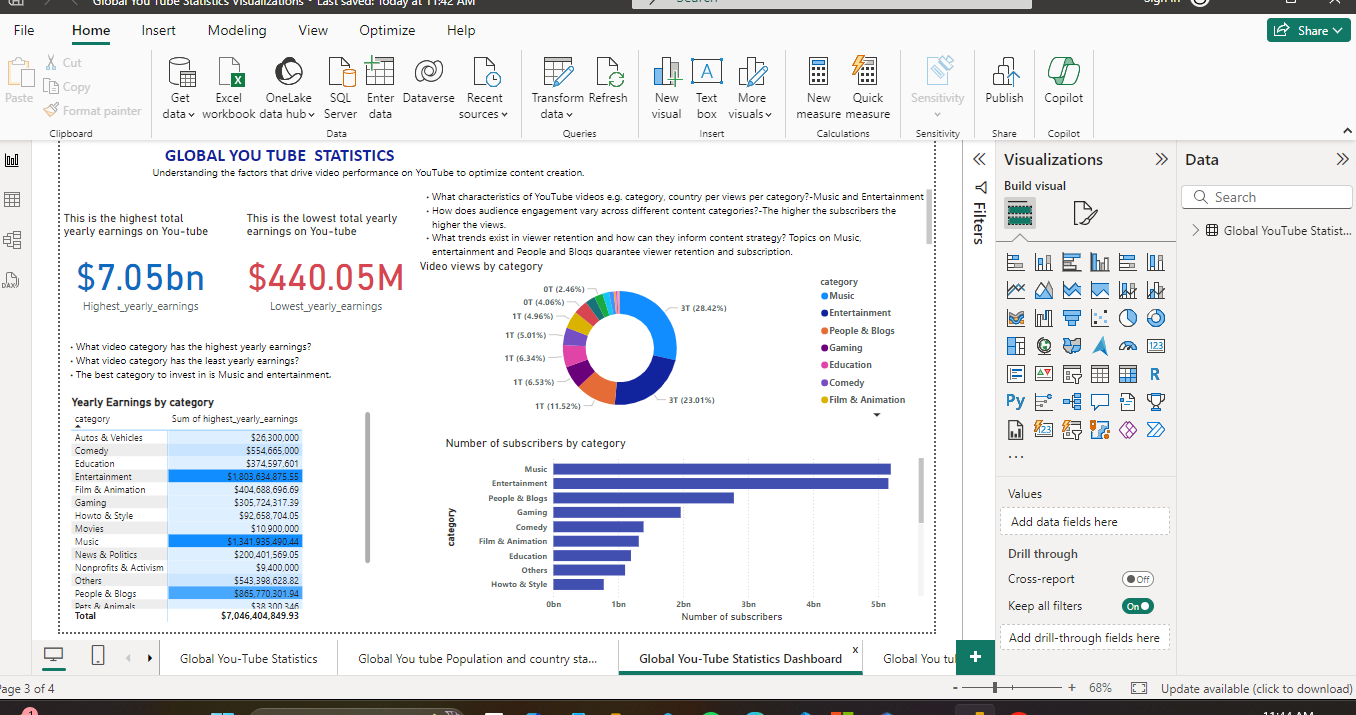 Global You Tube Statistics Visualizations • Last saved: Today at 11:42 AM
Search
Sign in
File Home Insert Modeling View Optimize Help
Share
Paste
Cut
Copy
Format painter
Clipboard
Get data
Excel workbook
OneLake data hub
SQL Server
Enter data
Dataverse
Recent sources
Data
Transform data
Refresh
Queries
New visual
Text box
More visuals
Insert
New measure
Quick measure
Calculations
Sensitivity
Sensitivity
Publish
Share
Copilot
Copilot
GLOBAL YOU TUBE STATISTICS
Understanding the factors that drive video performance on YouTube to optimize content creation.
This is the highest total
yearly earnings on You-tube
$7.05bn
Highest_yearly_earnings
This is the lowest total yearly
earnings on You-tube
$440.05M
Lowest_yearly_earnings
• What characteristics of YouTube videos e.g. category, country per views per category?-Music and Entertainment
• How does audience engagement vary across different content categories?-The higher the subscribers the
higher the views.
• What trends exist in viewer retention and how can they inform content strategy? Topics on Music,
entertainment and People and Blogs guarantee viewer retention and subscription.
• What video category has the highest yearly earnings?
• What video category has the least yearly earnings?
• The best category to invest in is Music and entertainment.
Video views by category
0T (2.46%)
0T (4.06%)
1T (4.96%)
1T (5.01%)
1T (6.34%)
1T (6.53%)
1T (11.52%)
3T (28.42%)
3T (23.01%)
category
Music
Entertainment
People & Blogs
Gaming
Education
Comedy
Film & Animation
Yearly Earnings by category
category Sum of highest_yearly_earnings
Autos & Vehicles $26,300,000
Comedy $554,665,000
Education $374,597,601
Entertainment $1,803,634,875.55
Film & Animation $404,688,696.69
Gaming $305,724,317.39
Howto & Style $92,658,704.05
Movies $10,900,000
Music $1,341,935,490.44
News & Politics $200,401,569.05
Nonprofits & Activism $9,400,000
Others $543,398,628.82
People & Blogs $865,770,301.94
Pets & Animals $38,300,346
Total $7,046,404,849.93
Number of subscribers by category
category
Music
Entertainment
People & Blogs
Gaming
Comedy
Film & Animation
Education
Others
Howto & Style
0bn 1bn 2bn 3bn 4bn 5bn
Number of subscribers
Filters
Visualizations
Build visual
123
R
Py
123
Values
Add data fields here
Drill through
Cross-report Off
Keep all filters On
Add drill-through fields here
Data
Search
Global YouTube Statist...
DAX
Global You-Tube Statistics
Global You tube Population and country sta...
Global You-Tube Statistics Dashboard x
Global You tu
+
Page 3 of 4
- + 68%
Update available (click to download)
1
11:44 AM